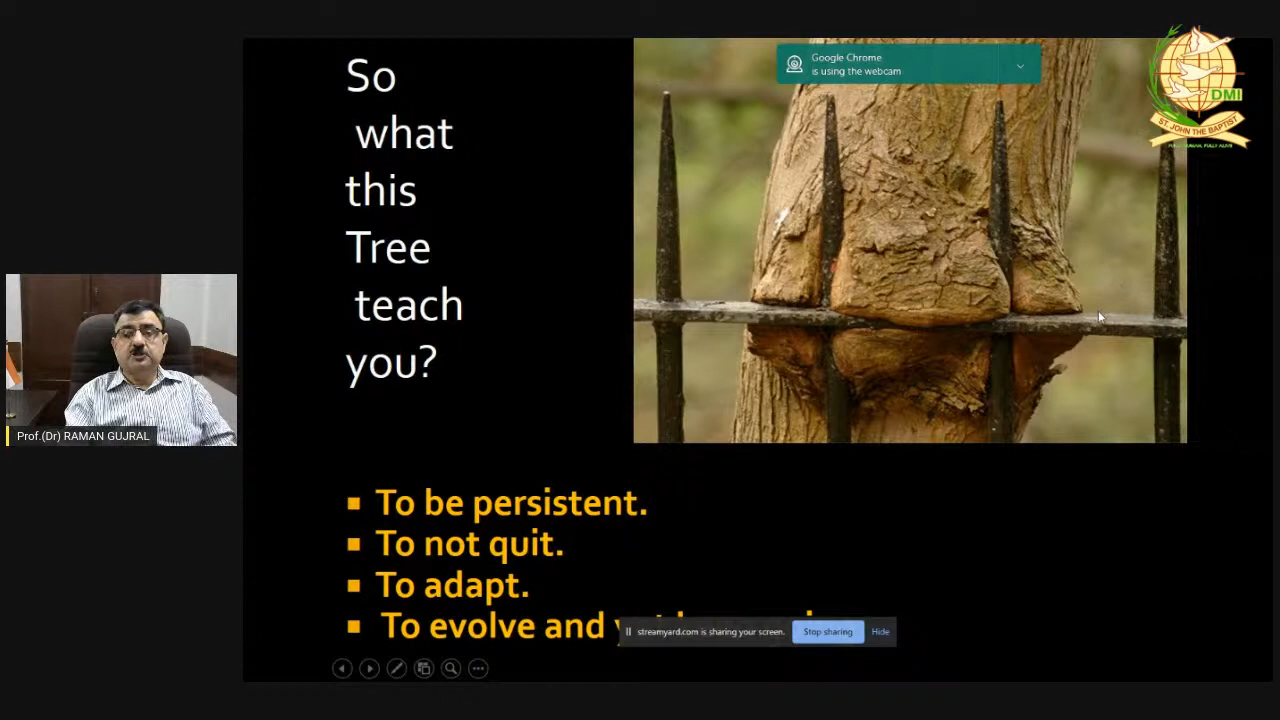 So
what
this
Tree
teach
you?
Google Chrome
is using the webcam
DMI
ST. JOHN THE BAPTIST
Prof.(Dr) RAMAN GUJRAL
To be persistent.
To not quit.
To adapt.
To evolve and
streamyard.com is sharing your screen.
Stop sharing
Hide